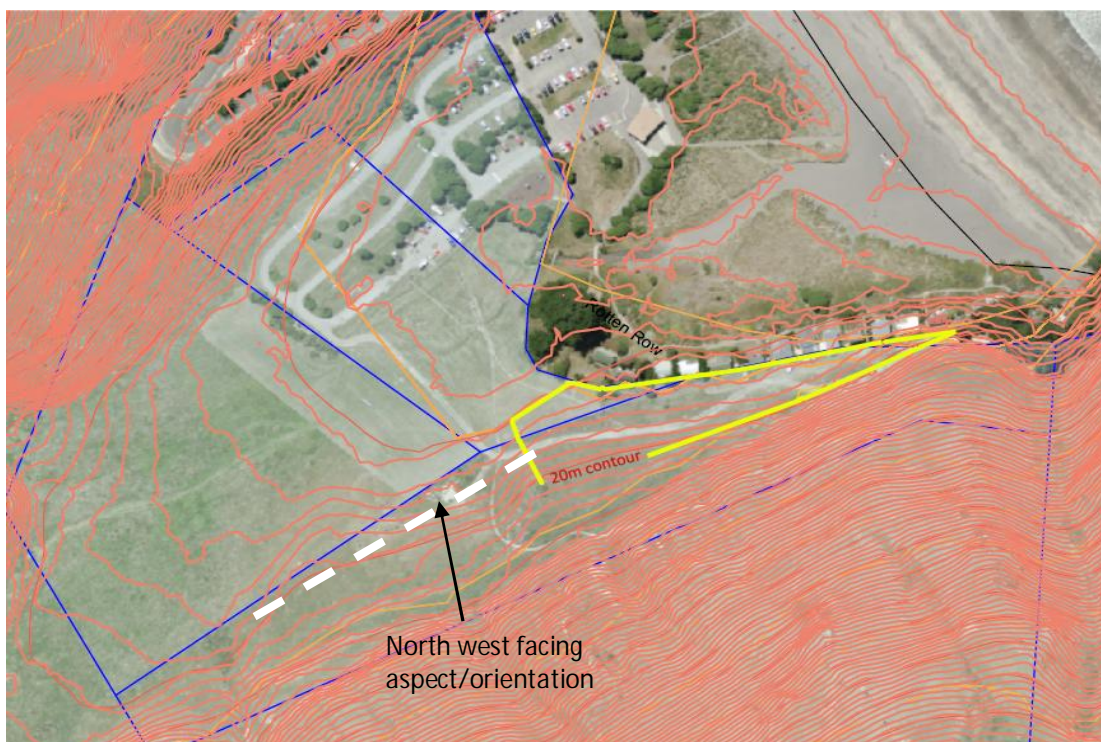 Rotten Row
20m contour
North west facing
aspect/orientation